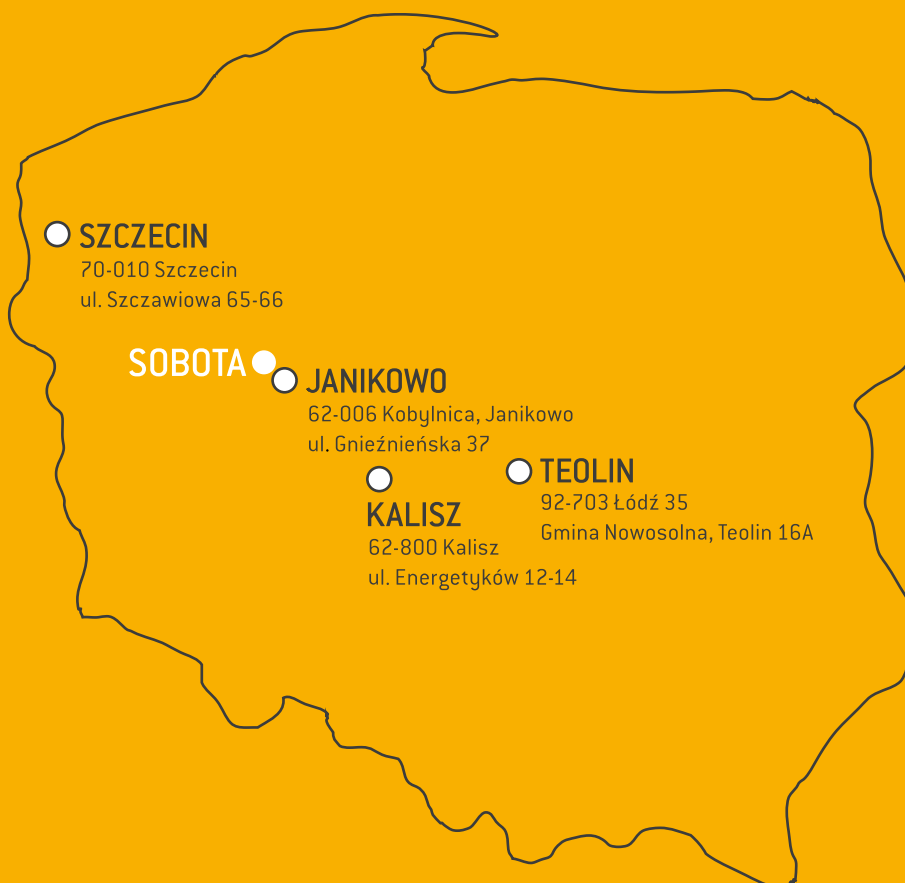 SZCZECIN
70-010 Szczecin
ul. Szczawiowa 65-66
SOBOTA
JANIKOWO
62-006 Kobylnica, Janikowo
ul. Gnieźnieńska 37
TEOLIN
92-703 Łódź 35
Gmina Nowosolna, Teolin 16A
KALISZ
62-800 Kalisz
ul. Energetyków 12-14